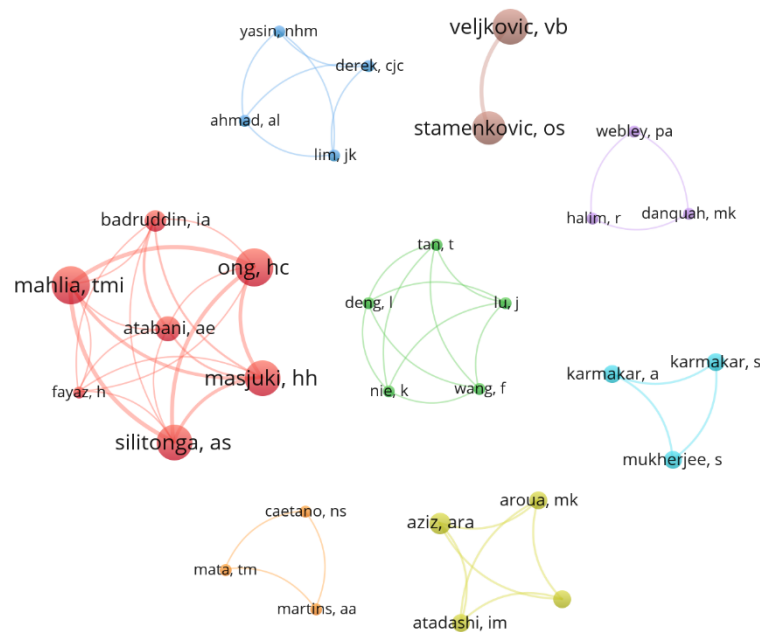 veljkovic, vb
yasin, nhm
derek, cjc
ahmad, al
stamenkovic, os
lim, jk
webley, pa
halim, r
danquah, mk
badruddin, ia
ong, hc
mahlia, tmi
atabani, ae
masjuki, hh
fayaz, h
silitonga, as
tan, t
deng, l
lu, j
nie, k
wang, f
karmakar, s
karmakar, a
mukherjee, s
caetano, ns
mata, tm
martins, aa
aroua, mk
aziz, ara
atadashi, im